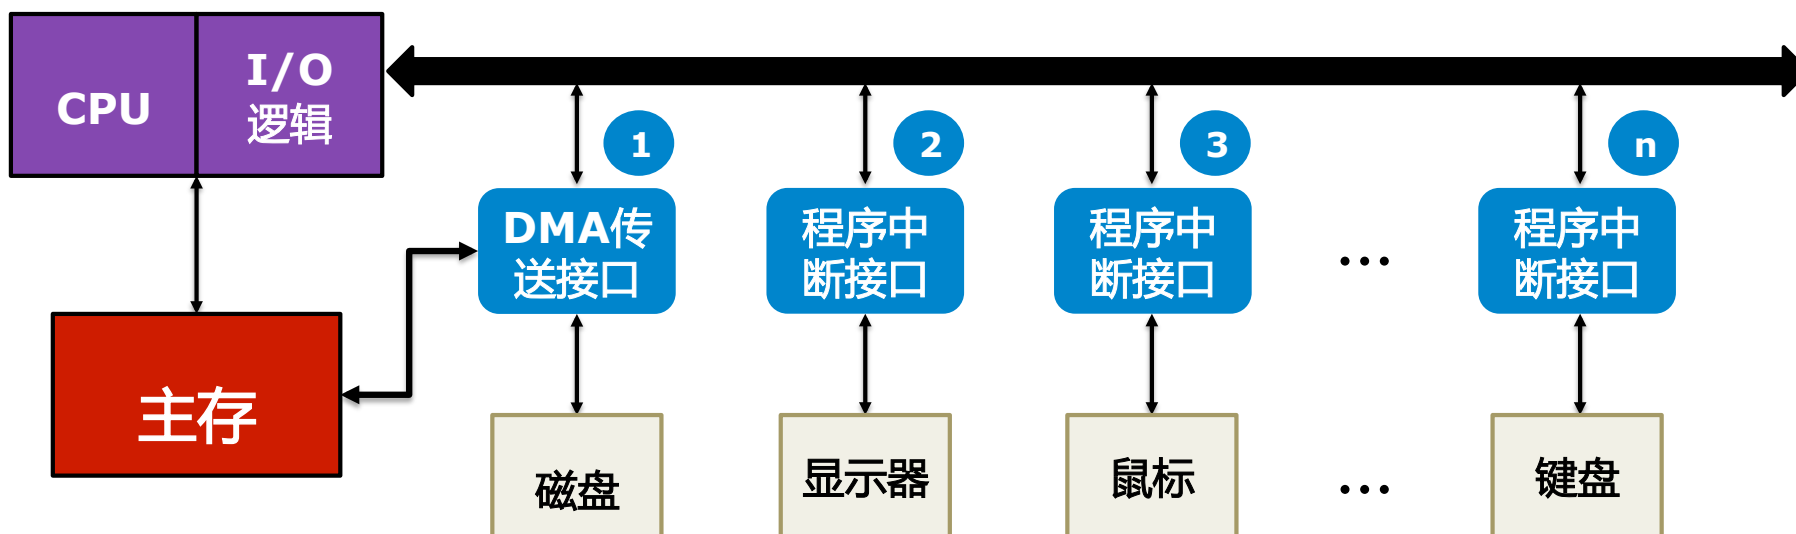 CPU
I/O
逻辑
1
2
3
n
DMA传
送接口
程序中
断接口
程序中
断接口
...
程序中
断接口
主存
磁盘
显示器
鼠标
...
键盘